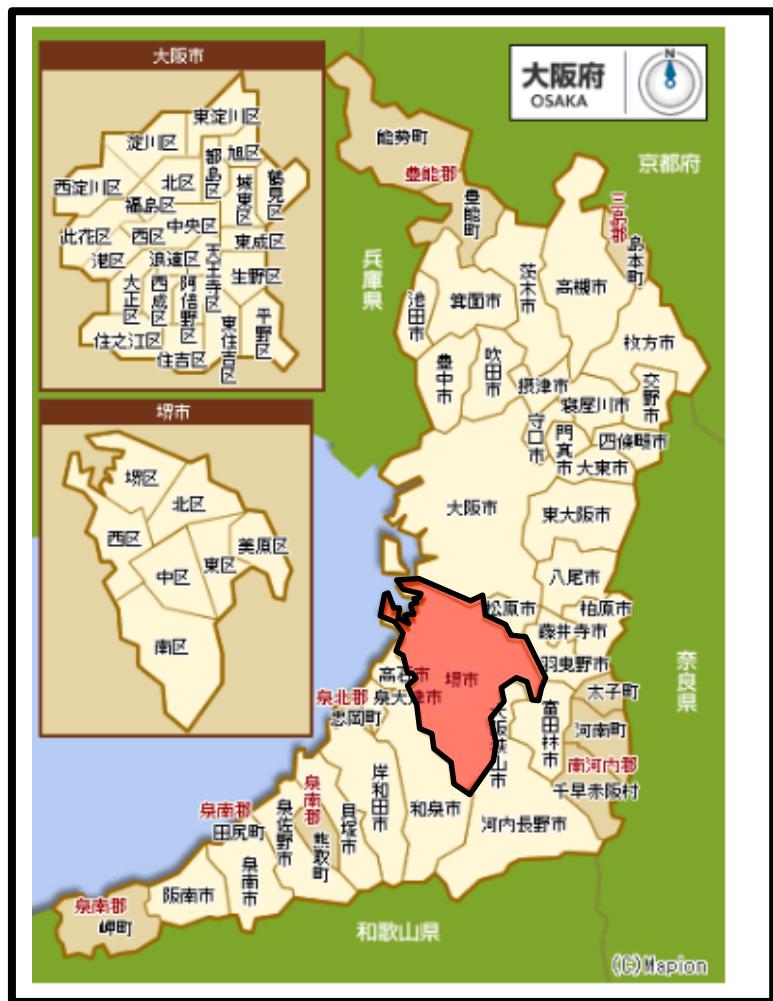 大阪市
東淀川区
淀川区
旭区
都島区
鶴見区
西淀川区
北区
城東区
福島区
此花区
西区
中央区
東成区
港区
浪速区
天王寺区
生野区
大正区
西成区
阿倍野区
平野区
住之江区
東住吉区
住吉区
堺市
堺区
北区
西区
東区
美原区
中区
南区
大阪府
OSAKA
N
京都府
兵庫県
奈良県
和歌山県
能勢町
豊能郡
豊能町
三島郡
島本町
茨木市
高槻市
池田市
箕面市
枚方市
豊中市
吹田市
摂津市
寝屋川市
交野市
守口市
門真市
四條畷市
大東市
大阪市
東大阪市
八尾市
松原市
柏原市
藤井寺市
羽曳野市
高石市
堺市
太子町
泉北郡
泉大津市
忠岡町
大阪狭山市
富田林市
河南町
南河内郡
千早赤阪村
岸和田市
和泉市
河内長野市
貝塚市
泉南郡
熊取町
泉佐野市
泉南郡
田尻町
泉南市
阪南市
泉南郡
岬町
(C)Mapion